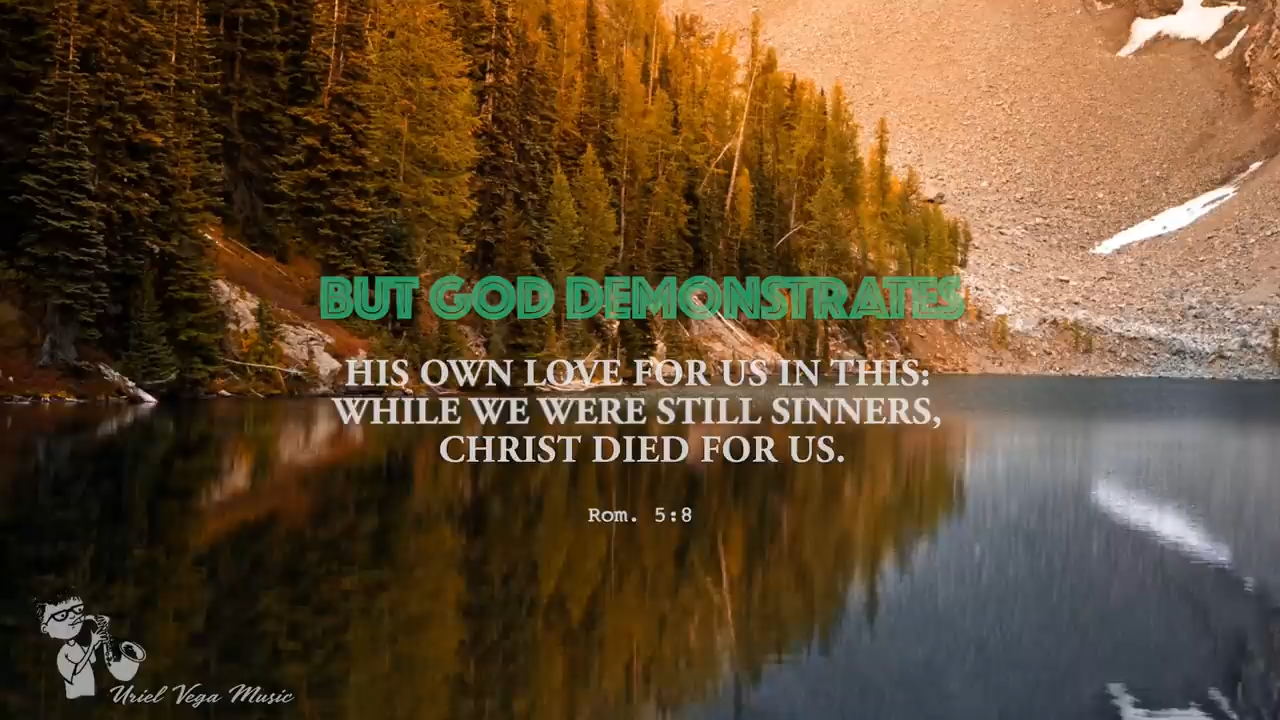 BUT GOD DEMONSTRATES
HIS OWN LOVE FOR US IN THIS:
WHILE WE WERE STILL SINNERS,
CHRIST DIED FOR US.
Rom. 5:8
Uriel Vega Music